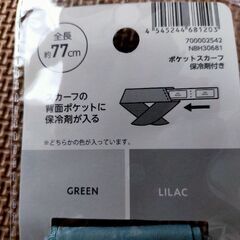 全長
約77cm
4 545244 681203
700002542
NBH30681
ポケットスカーフ
保冷剤付き
スカーフの
背面ポケットに
保冷剤が入る
※どちらかの色が入っています。
GREEN
LILAC